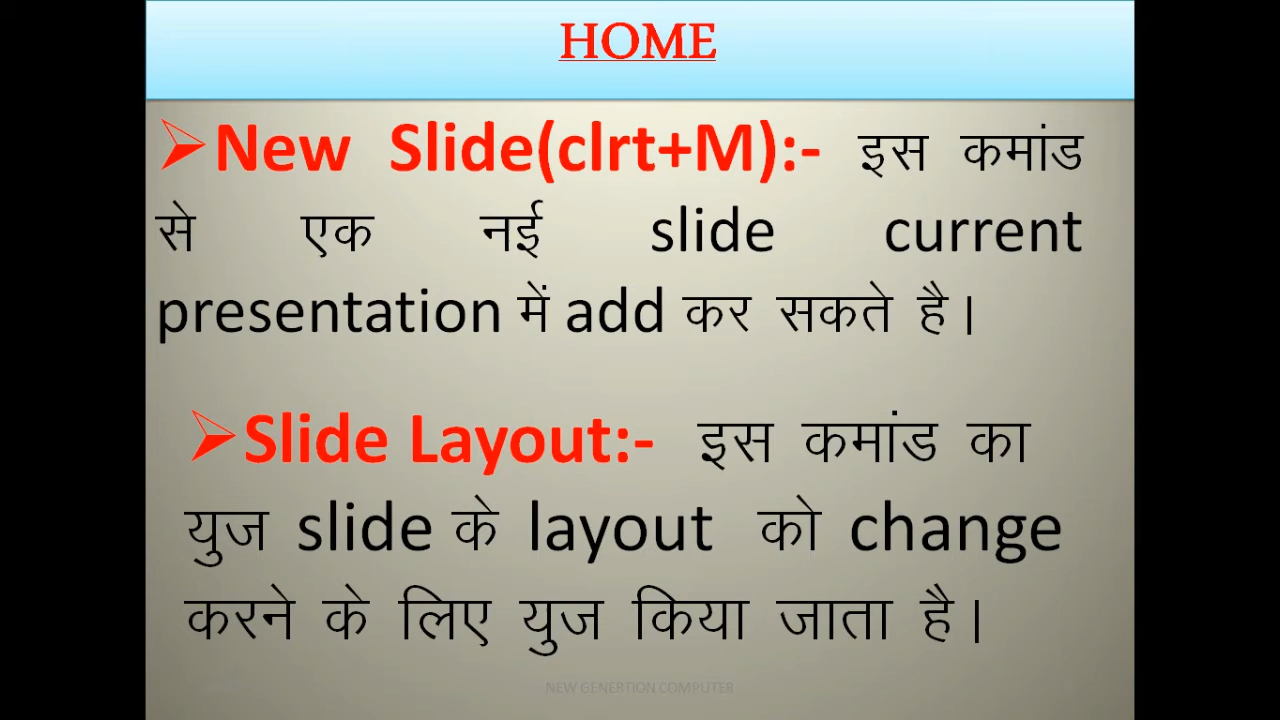 HOME
➢New Slide(clrt+M):- इस कमांड
से एक नई slide current
presentation में add कर सकते है।
➢Slide Layout:- इस कमांड का
युज slide के layout को change
करने के लिए युज किया जाता है।
NEW GENERTION COMPUTER